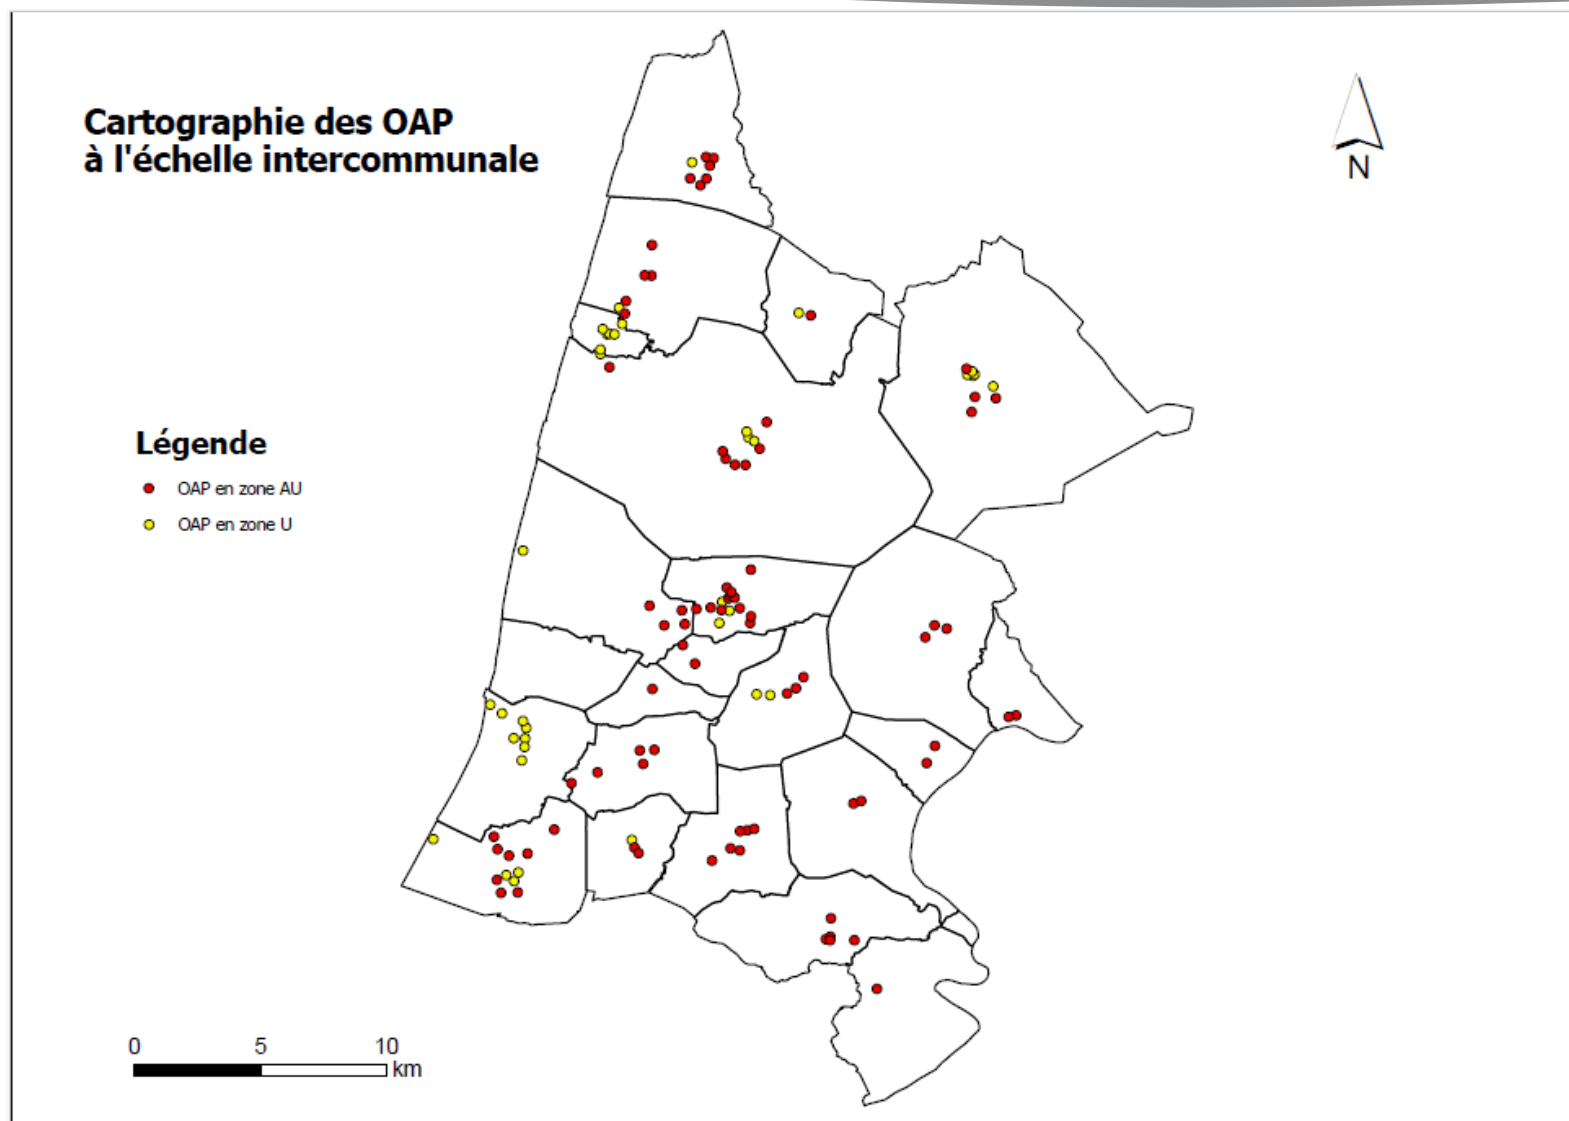 Cartographie des OAP
à l'échelle intercommunale
N
Légende
OAP en zone AU
OAP en zone U
0 5 10
km